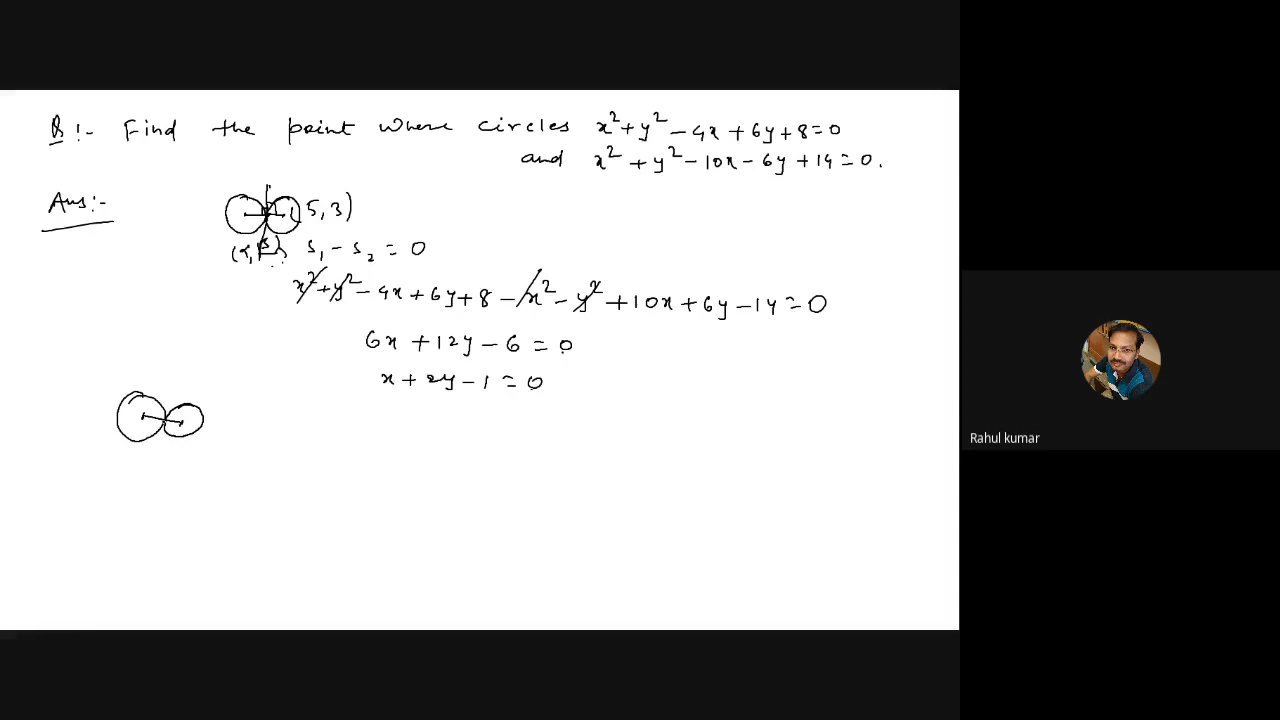 Q:- Find the point where circles x²+y²-4x+6y+8=0
and x²+y²-10x-6y+14=0.
Ans:-
5,3)
s₁-s₂=0
x²+y²-4x+6y+8-x²-y²+10x+6y-14=0
6x+12y-6=0
x+2y-1=0
Rahul kumar